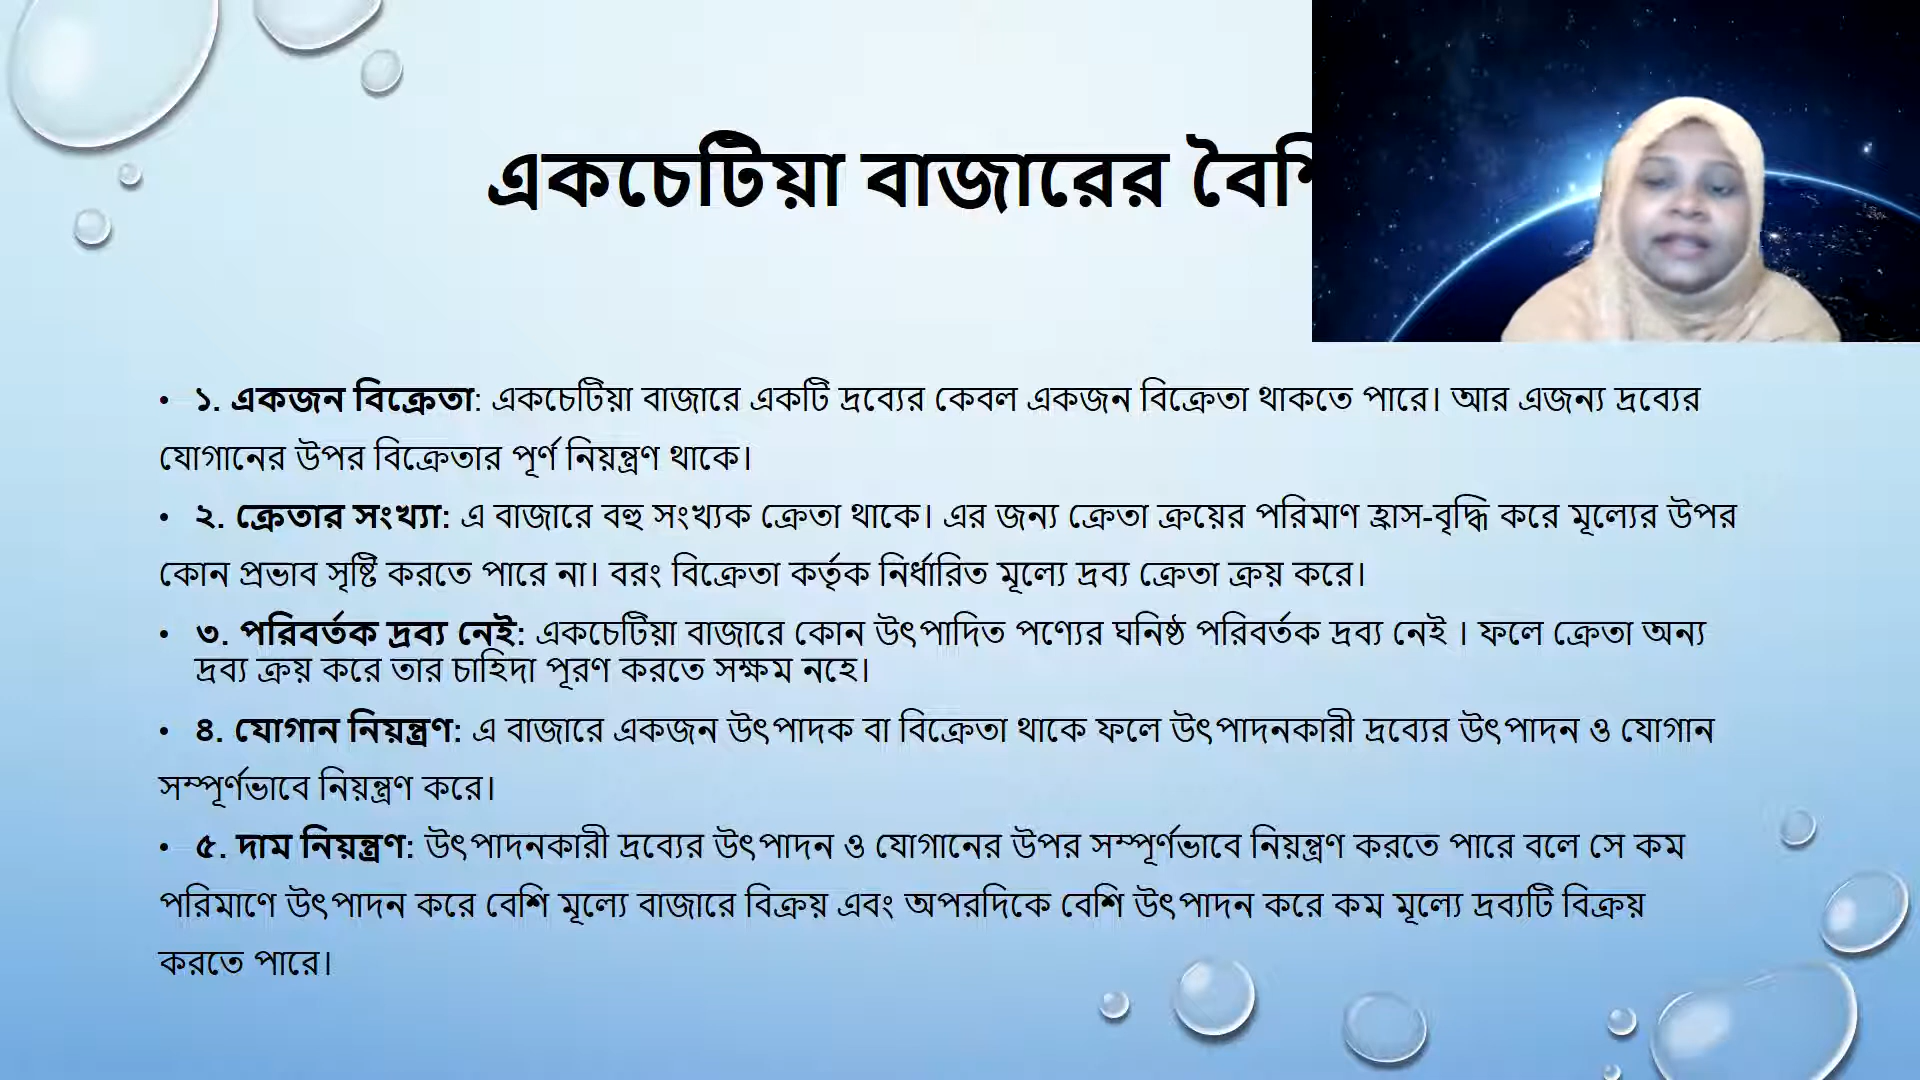 একচেটিয়া বাজারের
• ১. একজন বিক্রেতা: একচেটিয়া বাজারে একটি দ্রব্যের কেবল একজন বিক্রেতা থাকতে পারে। আর এজন্য দ্রব্যের
যোগানের উপর বিক্রেতার পূর্ণ নিয়ন্ত্রণ থাকে।
• ২. ক্রেতার সংখ্যা: এ বাজারে বহু সংখ্যক ক্রেতা থাকে। এর জন্য ক্রেতা ক্রয়ের পরিমাণ হ্রাস-বৃদ্ধি করে মূল্যের উপর
কোন প্রভাব সৃষ্টি করতে পারে না। বরং বিক্রেতা কর্তৃক নির্ধারিত মূল্যে দ্রব্য ক্রেতা ক্রয় করে।
• ৩. পরিবর্তক দ্রব্য নেই: একচেটিয়া বাজারে কোন উৎপাদিত পণ্যের ঘনিষ্ঠ পরিবর্তক দ্রব্য নেই । ফলে ক্রেতা অন্য
দ্রব্য ক্রয় করে তার চাহিদা পূরণ করতে সক্ষম নহে।
• ৪. যোগান নিয়ন্ত্রণ: এ বাজারে একজন উৎপাদক বা বিক্রেতা থাকে ফলে উৎপাদনকারী দ্রব্যের উৎপাদন ও যোগান
সম্পূর্ণভাবে নিয়ন্ত্রণ করে।
• ৫. দাম নিয়ন্ত্রণ: উৎপাদনকারী দ্রব্যের উৎপাদন ও যোগানের উপর সম্পূর্ণভাবে নিয়ন্ত্রণ করতে পারে বলে সে কম
পরিমাণে উৎপাদন করে বেশি মূল্যে বাজারে বিক্রয় এবং অপরদিকে বেশি উৎপাদন করে কম মূল্যে দ্রব্যটি বিক্রয়
করতে পারে।